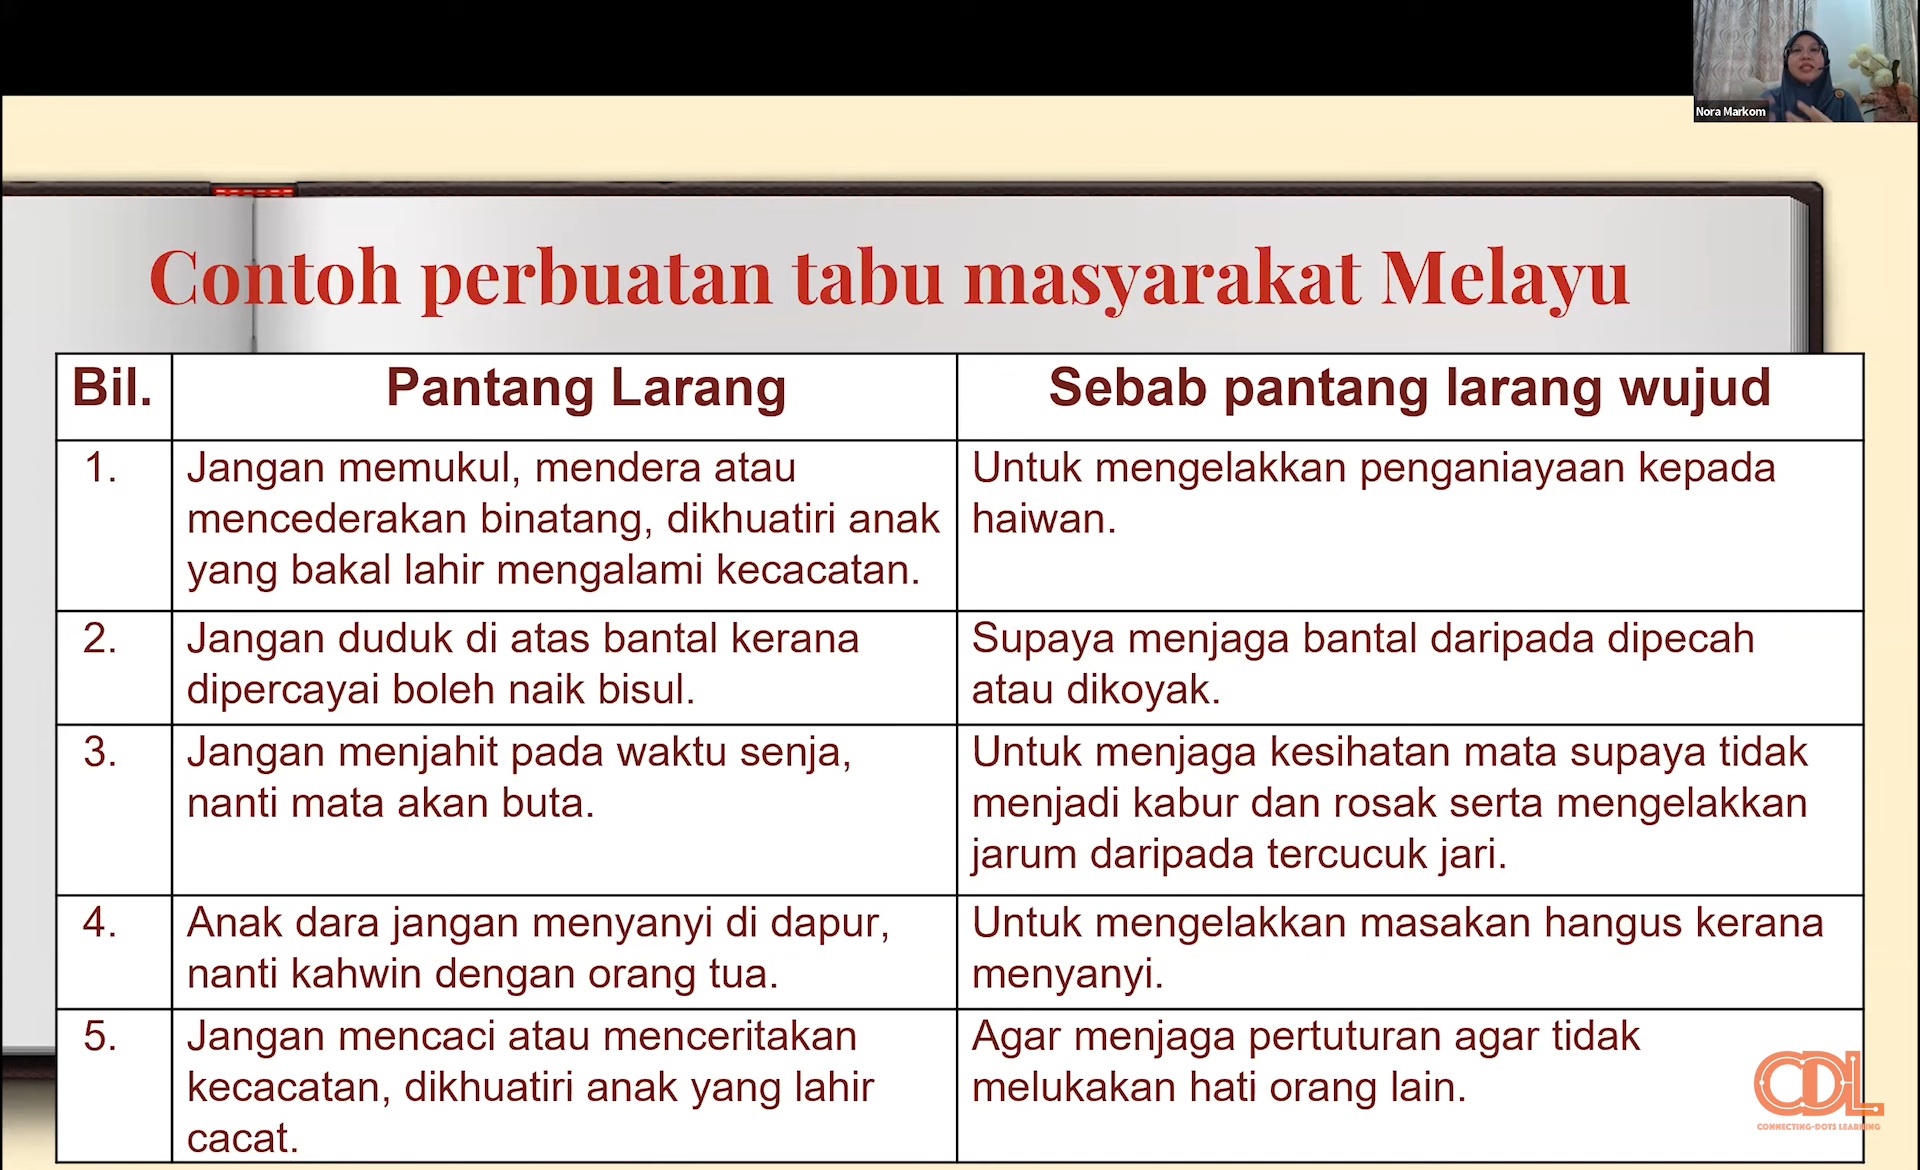 Nora Markom
Contoh perbuatan tabu masyarakat Melayu
Bil.
Pantang Larang
Sebab pantang larang wujud
1.
Jangan memukul, mendera atau
mencederakan binatang, dikhuatiri anak
yang bakal lahir mengalami kecacatan.
Untuk mengelakkan penganiayaan kepada
haiwan.
2.
Jangan duduk di atas bantal kerana
dipercayai boleh naik bisul.
Supaya menjaga bantal daripada dipecah
atau dikoyak.
3.
Jangan menjahit pada waktu senja,
nanti mata akan buta.
Untuk menjaga kesihatan mata supaya tidak
menjadi kabur dan rosak serta mengelakkan
jarum daripada tercucuk jari.
4.
Anak dara jangan menyanyi di dapur,
nanti kahwin dengan orang tua.
Untuk mengelakkan masakan hangus kerana
menyanyi.
5.
Jangan mencaci atau menceritakan
kecacatan, dikhuatiri anak yang lahir
cacat.
Agar menjaga pertuturan agar tidak
melukakan hati orang lain.
CDL
CONNECTING-DOTS LEARNING